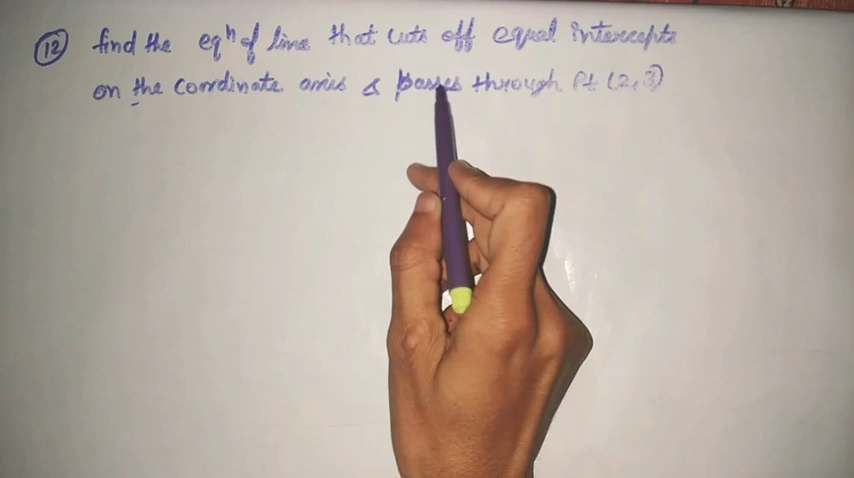 (12) find the eqⁿ of line that cuts off equal intercepts
on the coordinate axies & passes through Pt (2,3)